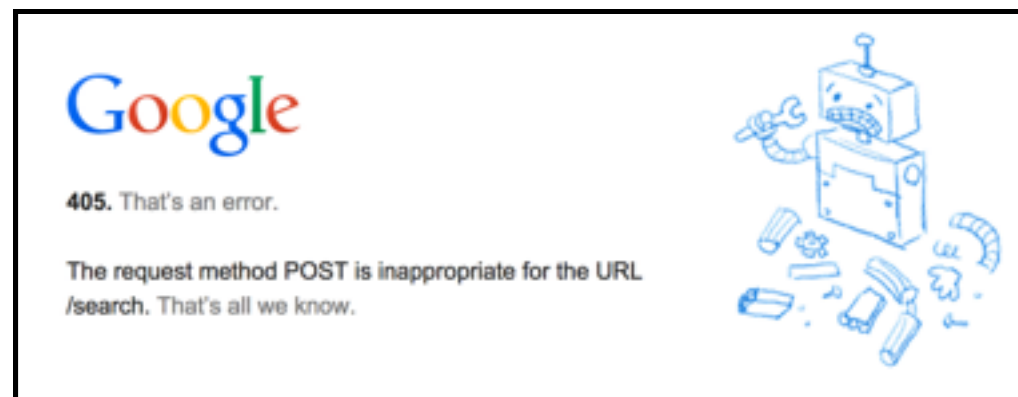 Google
405. That's an error.
The request method POST is inappropriate for the URL
/search. That's all we know.